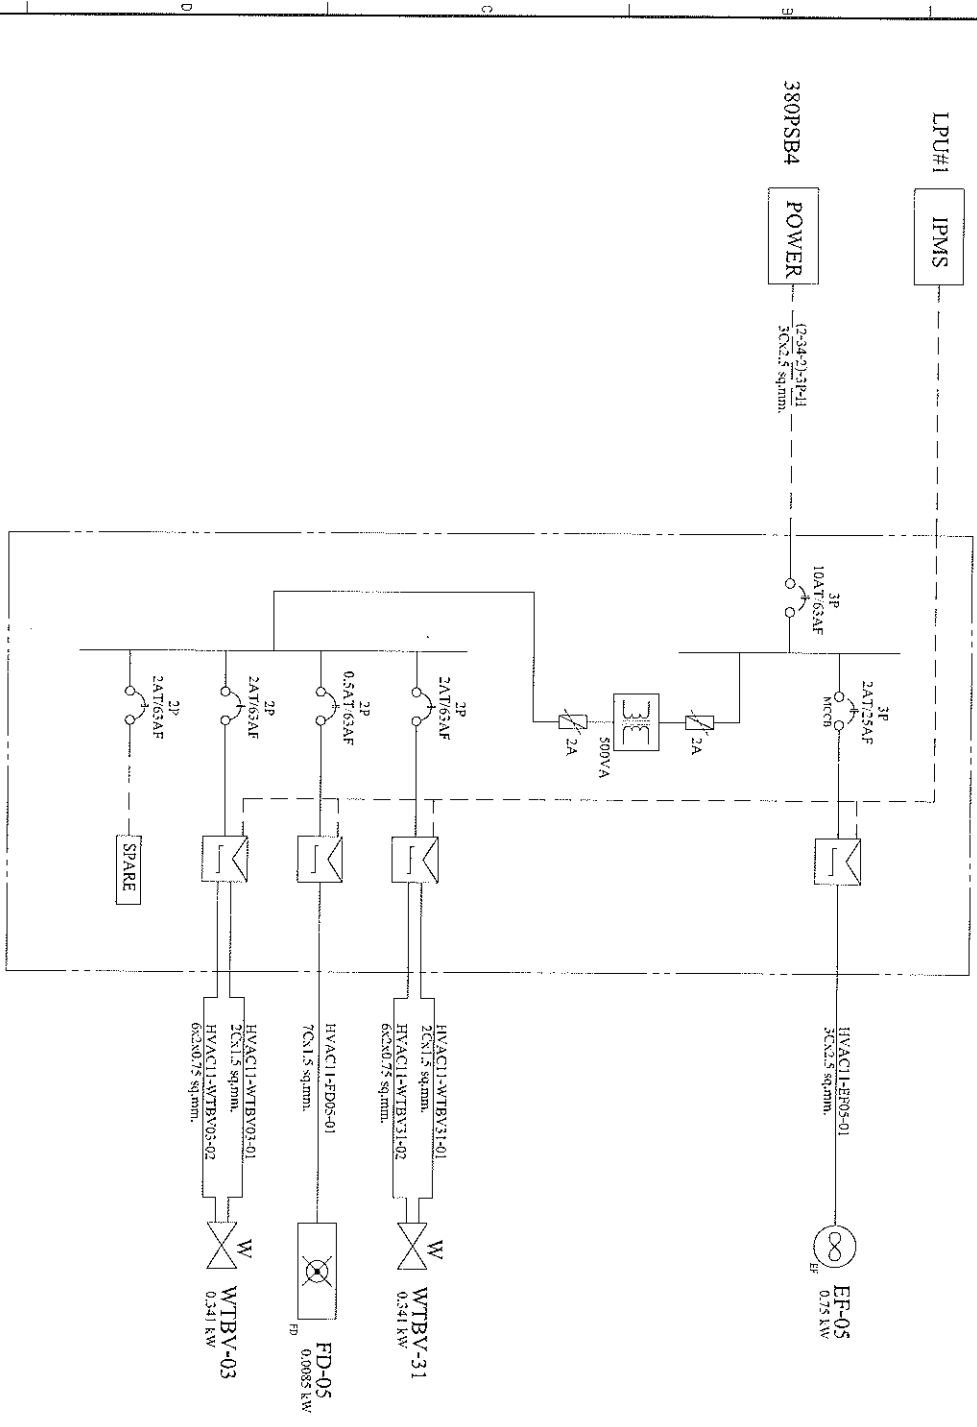 LPU#1
IPMS
380PSB4
POWER
(2-34-2)-3P-11
3Cx2.5 sq.mm.
3P
10AT/63AF
3P
2AT/25AF
MCCB
2A
500VA
2A
2P
2AT/63AF
2P
0.5AT/63AF
2P
2AT/63AF
2P
2AT/63AF
SPARE
HVAC11-EF05-01
3Cx2.5 sq.mm.
EF
EF-05
0.75 kW
HVAC11-WTBV31-01
2Cx1.5 sq.mm.
HVAC11-WTBV31-02
6x2x0.75 sq.mm.
W
WTBV-31
0.341 kW
HVAC11-FD05-01
7Cx1.5 sq.mm.
FD
FD-05
0.0085 kW
HVAC11-WTBV03-01
2Cx1.5 sq.mm.
HVAC11-WTBV03-02
6x2x0.75 sq.mm.
W
WTBV-03
0.341 kW
B
C
D